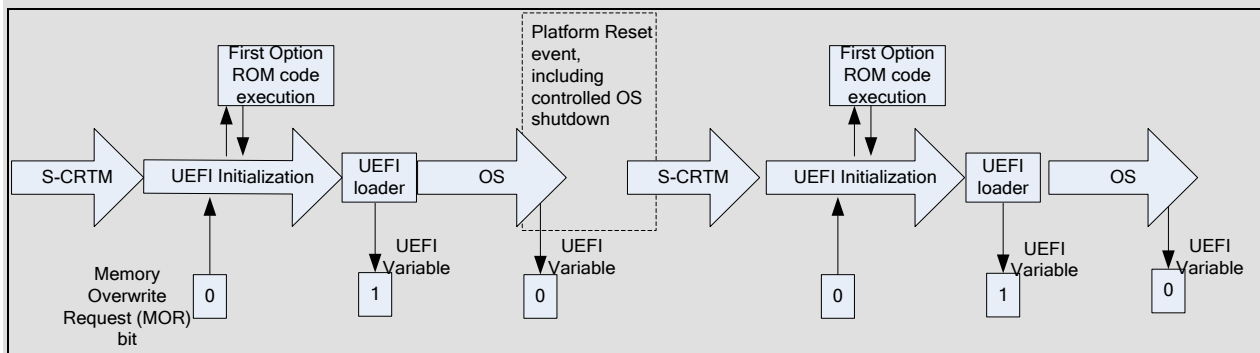 First Option
ROM code
execution
Platform Reset
event,
including
controlled OS
shutdown
First Option
ROM code
execution
S-CRTM
UEFI Initialization
UEFI
loader
OS
S-CRTM
UEFI Initialization
UEFI
loader
OS
Memory
Overwrite
Request (MOR)
bit
0
1
UEFI
Variable
0
UEFI
Variable
0
1
UEFI
Variable
0
UEFI
Variable